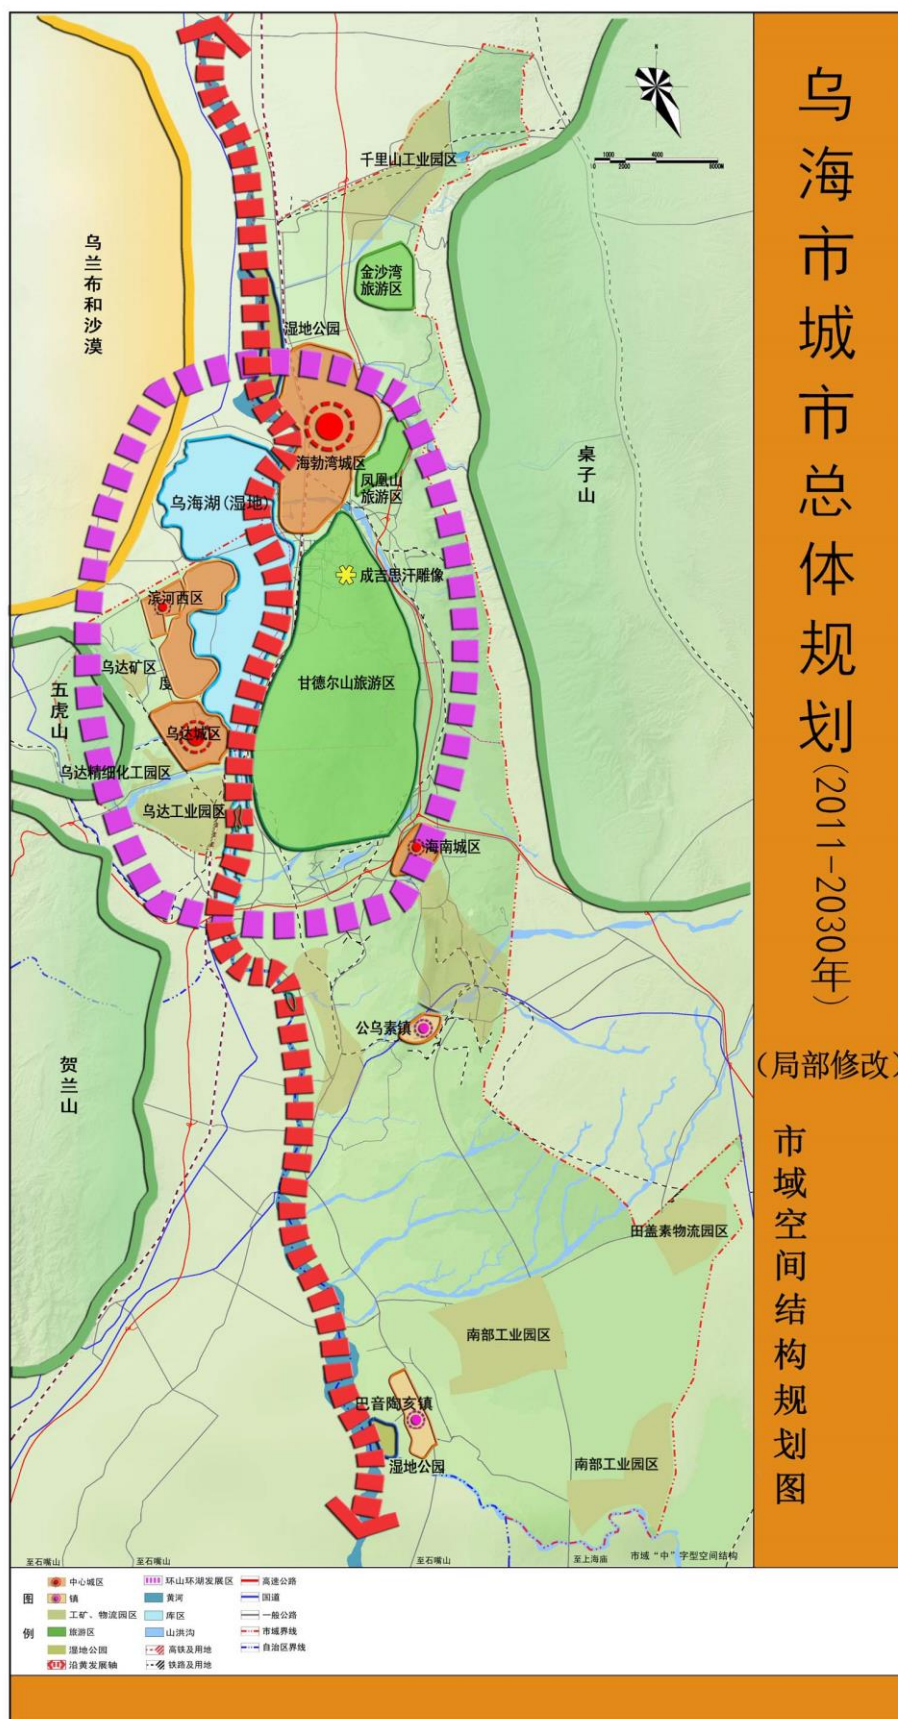 乌海市城市总体规划(2011-2030年)
(局部修改)
市域空间结构规划图
N
1000 4000
0 2000 8000M
千里山工业园区
乌兰布和沙漠
金沙湾
旅游区
湿地公园
桌子山
海勃湾城区
凤凰山
旅游区
乌海湖(湿地)
成吉思汗雕像
滨河西区
乌达矿区
度
五虎山
甘德尔山旅游区
乌达城区
乌达精细化工园区
乌达工业园区
海南城区
公乌素镇
贺兰山
田盖素物流园区
南部工业园区
巴音陶亥镇
湿地公园
南部工业园区
至石嘴山
至石嘴山
至石嘴山
至上海庙
市域“中”字型空间结构
图例
中心城区
镇
工矿、物流园区
旅游区
湿地公园
沿黄发展轴
环山环湖发展区
黄河
库区
山洪沟
高铁及用地
铁路及用地
高速公路
国道
一般公路
市域界线
自治区界线